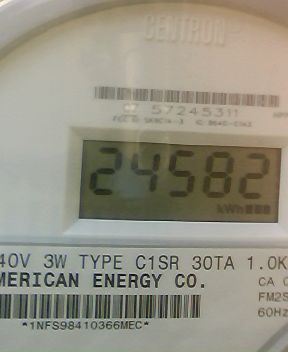 CENTRON
57245311
24582
kWh
40V 3W TYPE C1SR 30TA 1.0K
MERICAN ENERGY CO.
CA
FM2S
60Hz
*1NFS98410366MEC*